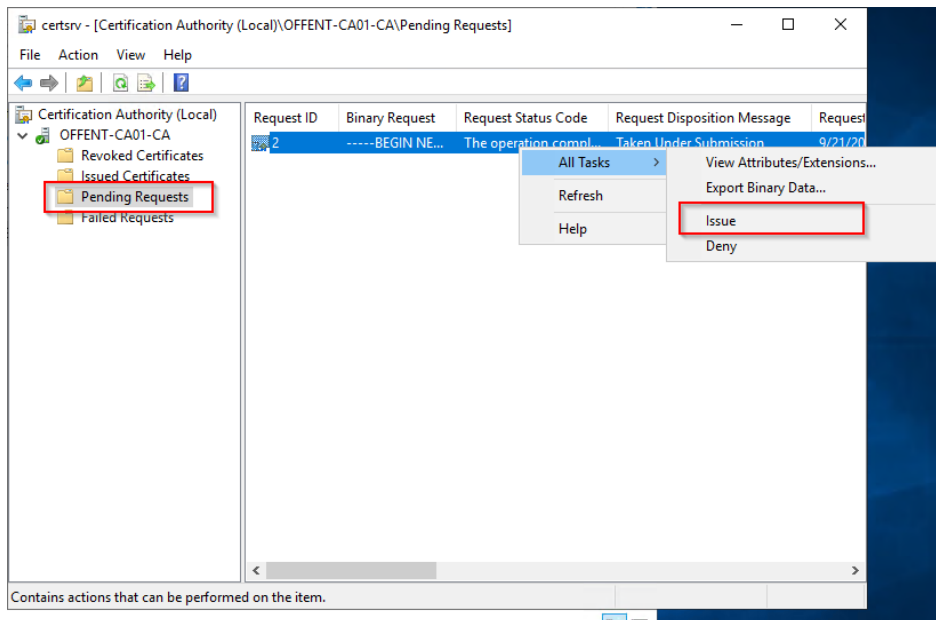 certsrv - [Certification Authority (Local)\OFFENT-CA01-CA\Pending Requests]
File Action View Help
Certification Authority (Local)
OFFENT-CA01-CA
Revoked Certificates
Issued Certificates
Pending Requests
Failed Requests
Request ID Binary Request Request Status Code Request Disposition Message Request
2 -----BEGIN NE... The operation compl... Taken Under Submission 9/21/20
All Tasks
Refresh
Help
View Attributes/Extensions...
Export Binary Data...
Issue
Deny
Contains actions that can be performed on the item.